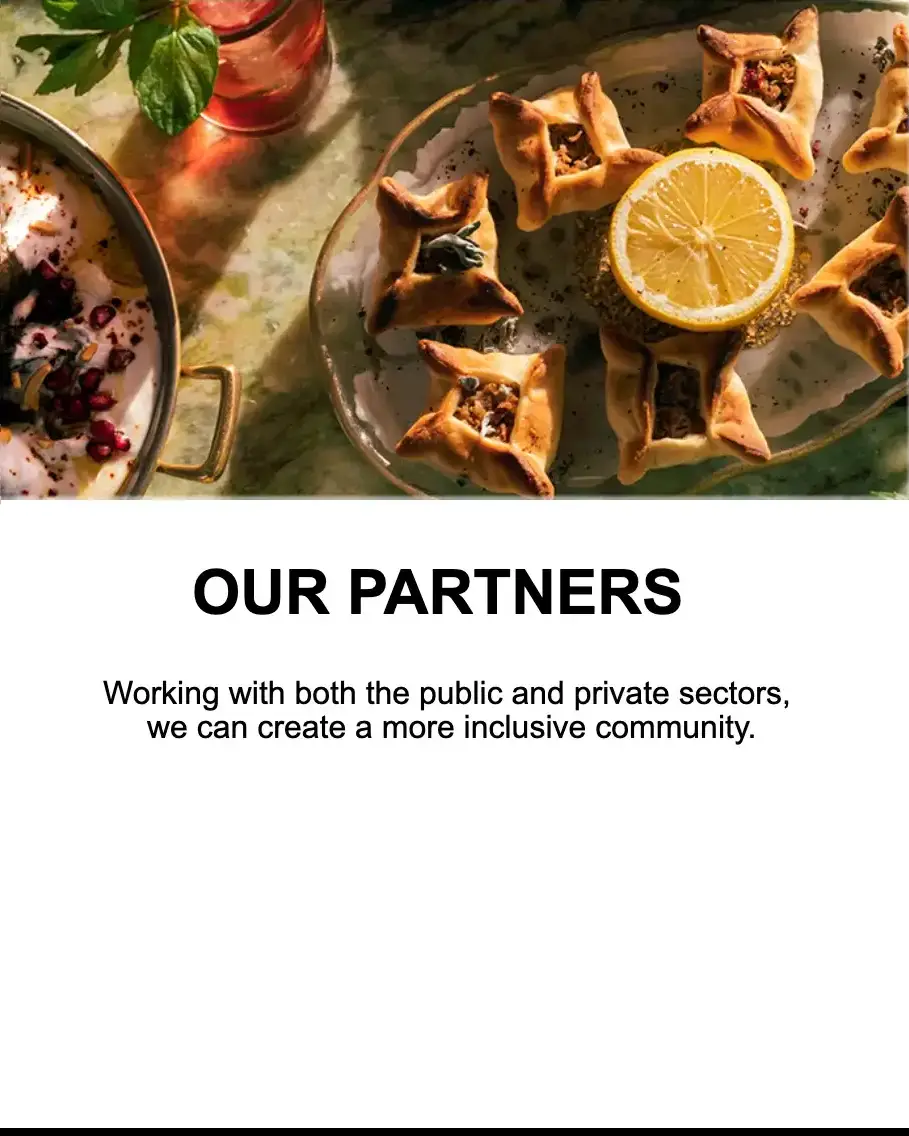 OUR PARTNERS
Working with both the public and private sectors,
we can create a more inclusive community.